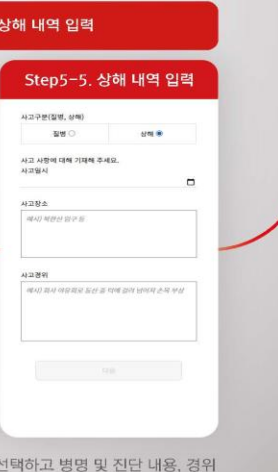 상해 내역 입력
Step5-5. 상해 내역 입력
사고구분(질병, 상해)
질병
상해
사고 사항에 대해 기재해 주세요.
사고일시
사고장소
예시) 북한산 입구 등
사고경위
예시) 회사 야유회로 등산 중 턱에 걸려 넘어져 손목 부상
다음
선택하고 병명 및 진단 내용, 경위